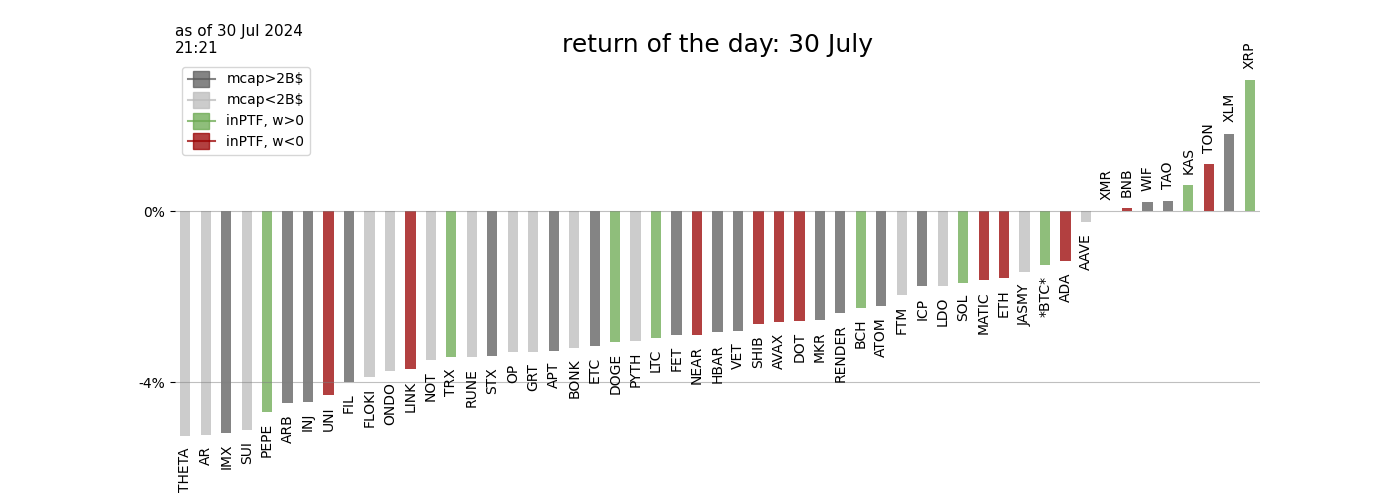 as of 30 Jul 2024
21:21
return of the day: 30 July
mcap>2B$
mcap<2B$
inPTF, w>0
inPTF, w<0
0%
-4%
THETA
AR
IMX
SUI
PEPE
ARB
INJ
UNI
FIL
FLOKI
ONDO
LINK
NOT
TRX
RUNE
STX
OP
GRT
APT
BONK
ETC
DOGE
PYTH
LTC
FET
NEAR
HBAR
VET
SHIB
AVAX
DOT
MKR
RENDER
BCH
ATOM
FTM
ICP
LDO
SOL
MATIC
ETH
JASMY
*BTC*
ADA
AAVE
XMR
BNB
WIF
TAO
KAS
TON
XLM
XRP